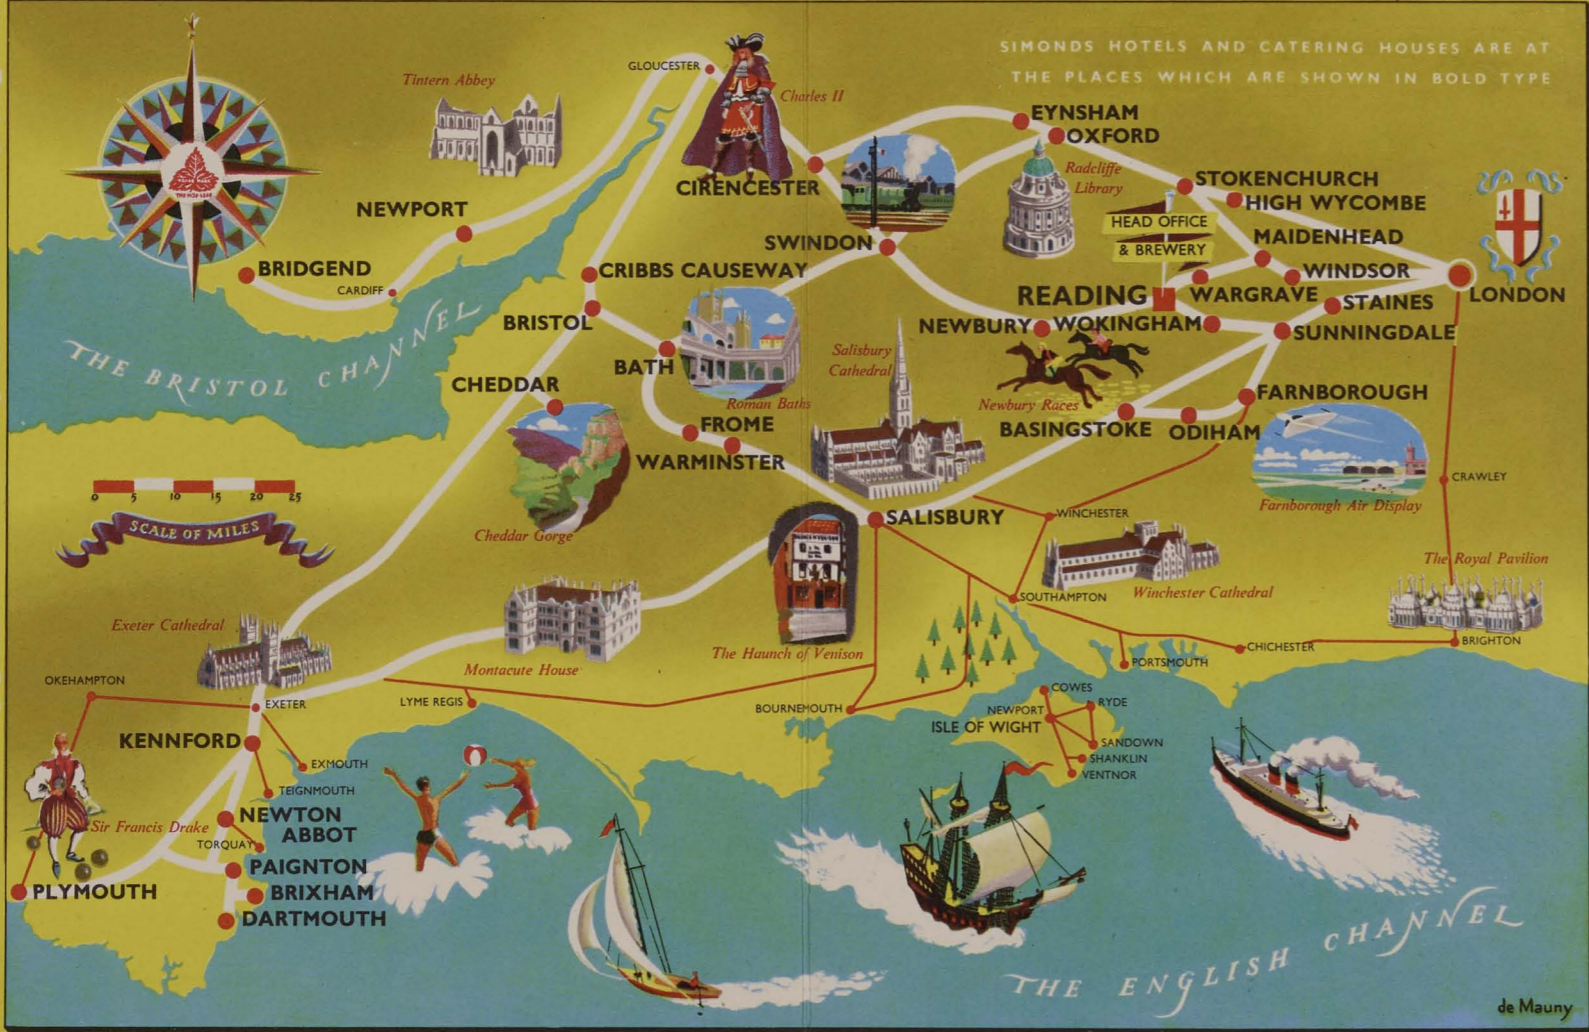 SIMONDS HOTELS AND CATERING HOUSES ARE AT
THE PLACES WHICH ARE SHOWN IN BOLD TYPE
GLOUCESTER
Tintern Abbey
Charles II
EYNSHAM
OXFORD
Radcliffe
Library
CIRENCESTER
STOKENCHURCH
HIGH WYCOMBE
THE HOP LEAF
NEWPORT
HEAD OFFICE
& BREWERY
MAIDENHEAD
SWINDON
BRIDGEND
CARDIFF
CRIBBS CAUSEWAY
WINDSOR
READING
WARGRAVE
STAINES
LONDON
BRISTOL
NEWBURY
WOKINGHAM
SUNNINGDALE
THE BRISTOL CHANNEL
BATH
Salisbury
Cathedral
CHEDDAR
Roman Baths
Newbury Races
FARNBOROUGH
FROME
BASINGSTOKE
ODIHAM
WARMINSTER
CRAWLEY
0 5 10 15 20 25
SCALE OF MILES
Farnborough Air Display
SALISBURY
WINCHESTER
Cheddar Gorge
The Royal Pavilion
Winchester Cathedral
SOUTHAMPTON
Exeter Cathedral
BRIGHTON
CHICHESTER
The Haunch of Venison
PORTSMOUTH
Montacute House
OKEHAMPTON
COWES
LYME REGIS
RYDE
EXETER
BOURNEMOUTH
NEWPORT
ISLE OF WIGHT
KENNFORD
SANDOWN
SHANKLIN
EXMOUTH
VENTNOR
TEIGNMOUTH
NEWTON
ABBOT
Sir Francis Drake
TORQUAY
PAIGNTON
PLYMOUTH
BRIXHAM
DARTMOUTH
THE ENGLISH CHANNEL
de Mauny